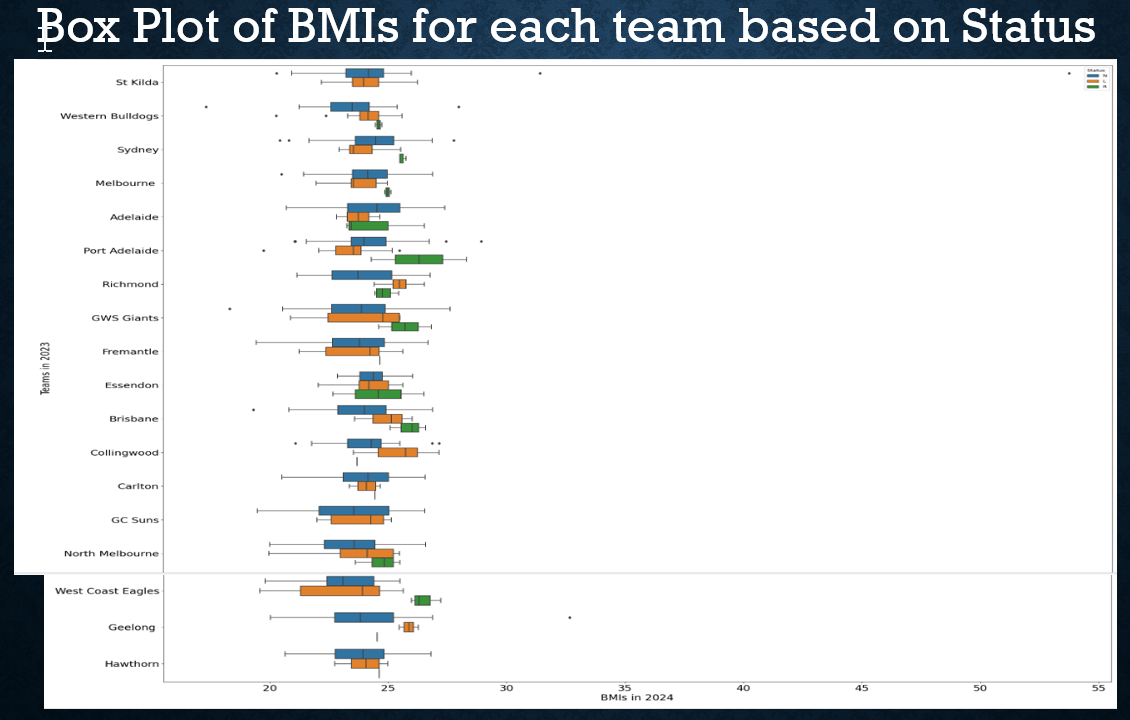 Box Plot of BMIs for each team based on Status
Status
N
L
R
St Kilda
Western Bulldogs
Sydney
Melbourne
Adelaide
Port Adelaide
Richmond
GWS Giants
Fremantle
Essendon
Brisbane
Collingwood
Carlton
GC Suns
North Melbourne
West Coast Eagles
Geelong
Hawthorn
Teams in 2023
20 25 30 35 40 45 50 55
BMIs in 2024